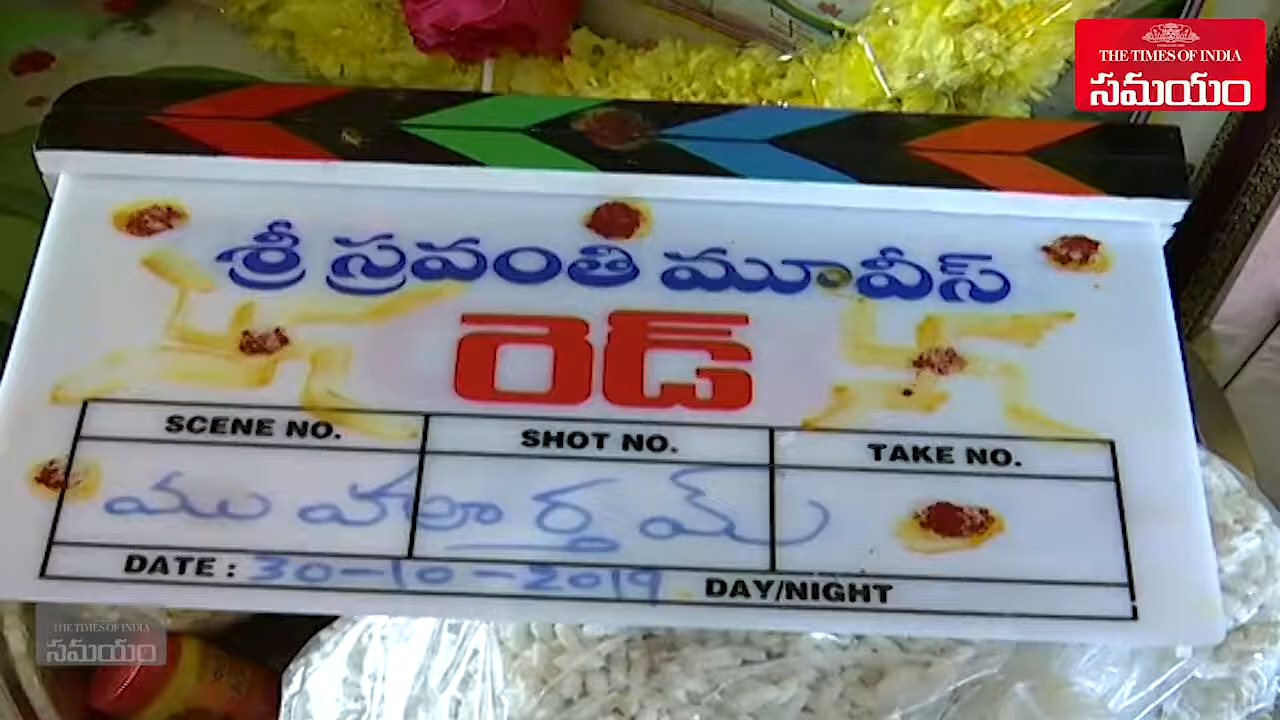 THE TIMES OF INDIA
సమయం
శ్రీ స్రవంతి మూవీస్
రెడ్
SCENE NO. SHOT NO. TAKE NO.
ముహూర్తమ్
DATE : 30-10-2019 DAY/NIGHT
THE TIMES OF INDIA
సమయం